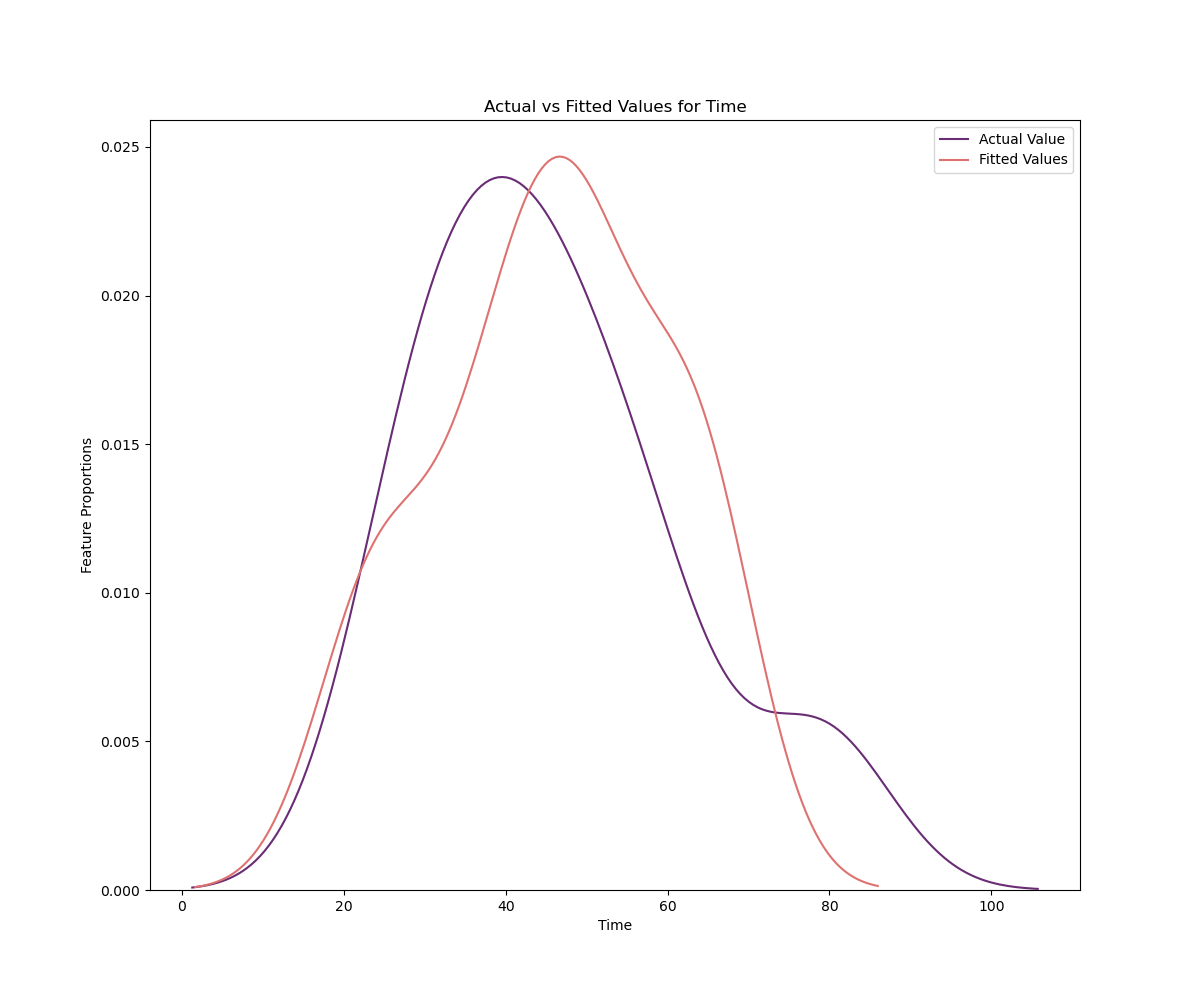 Actual vs Fitted Values for Time
Actual Value
Fitted Values
Feature Proportions
0.025
0.020
0.015
0.010
0.005
0.000
0 20 40 60 80 100
Time